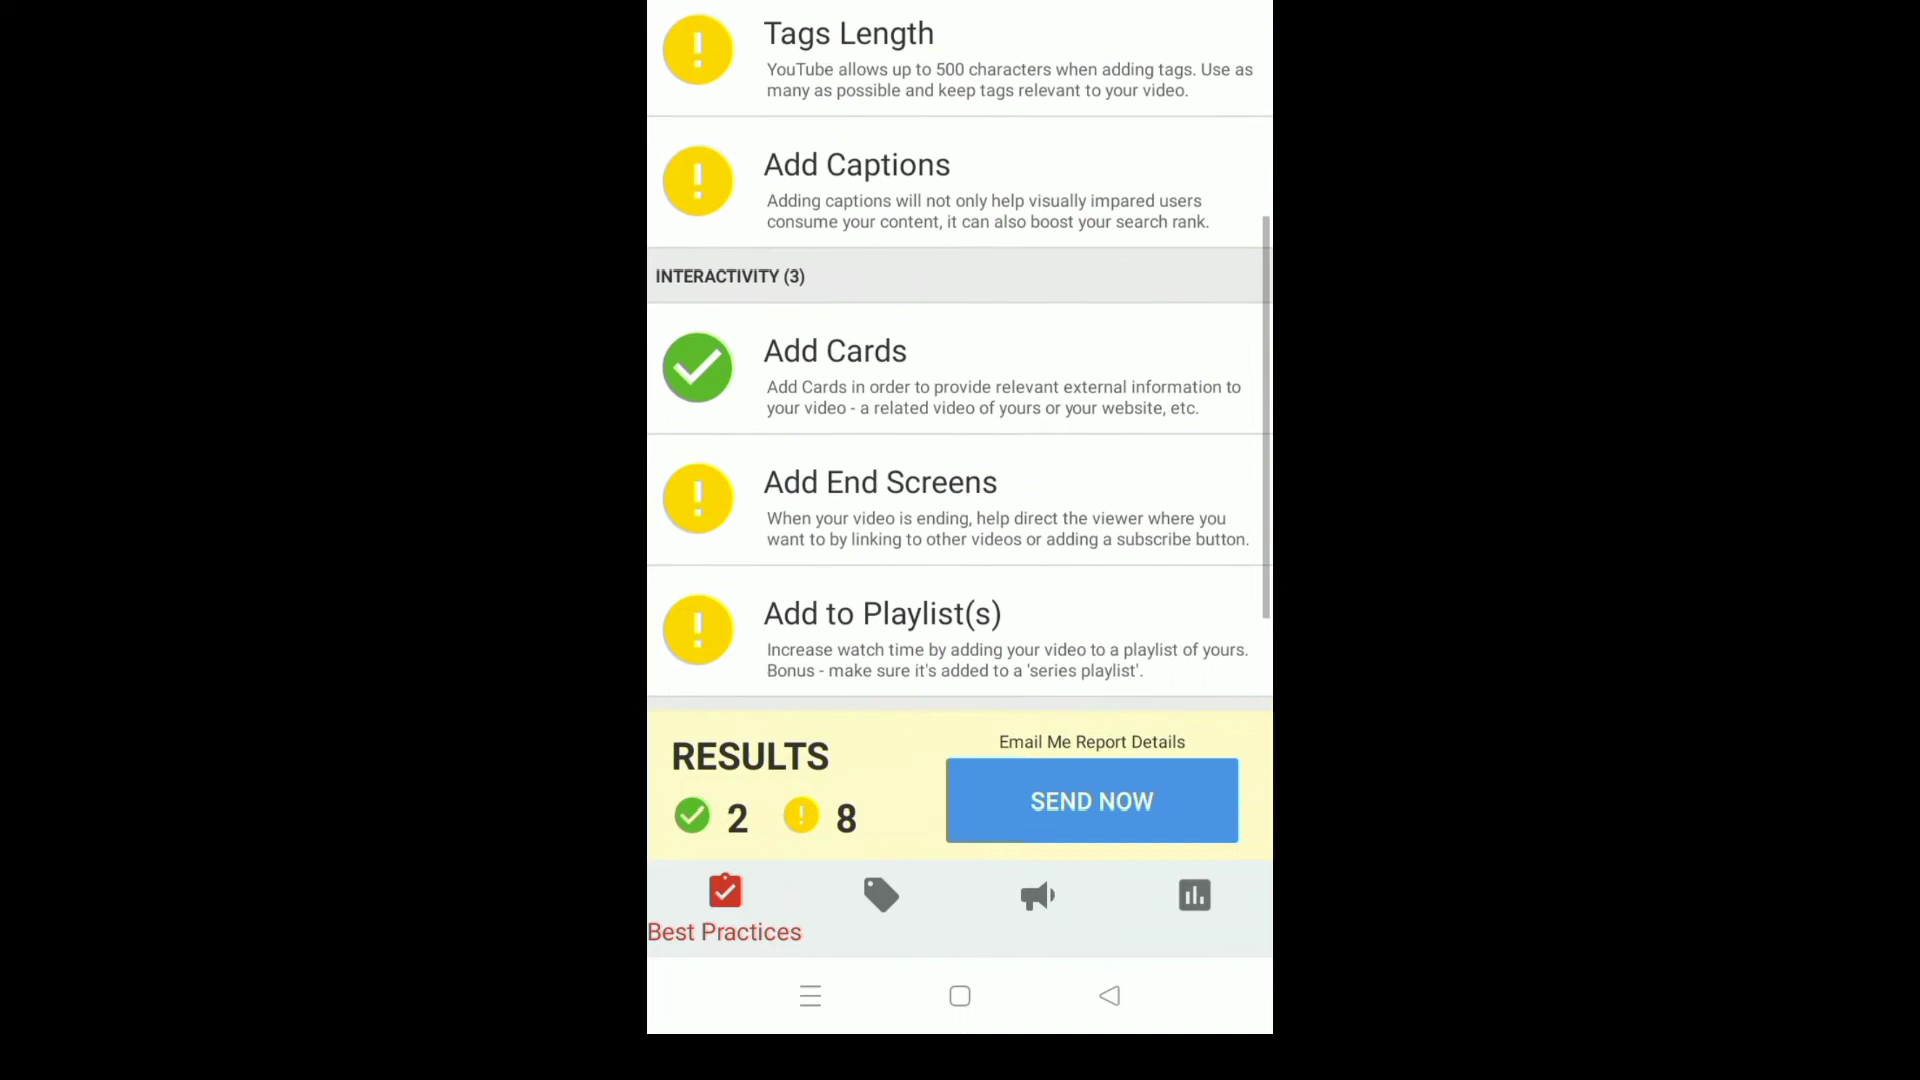 Tags Length
YouTube allows up to 500 characters when adding tags. Use as
many as possible and keep tags relevant to your video.
Add Captions
Adding captions will not only help visually impared users
consume your content, it can also boost your search rank.
INTERACTIVITY (3)
Add Cards
Add Cards in order to provide relevant external information to
your video - a related video of yours or your website, etc.
Add End Screens
When your video is ending, help direct the viewer where you
want to by linking to other videos or adding a subscribe button.
Add to Playlist(s)
Increase watch time by adding your video to a playlist of yours.
Bonus - make sure it's added to a 'series playlist'.
RESULTS
2 8
Email Me Report Details
SEND NOW
Best Practices